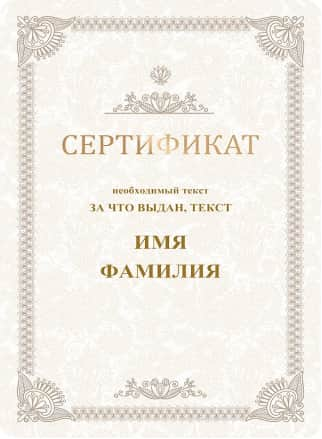 СЕРТИФИКАТ
необходимый текст
ЗА ЧТО ВЫДАН, ТЕКСТ
ИМЯ
ФАМИЛИЯ